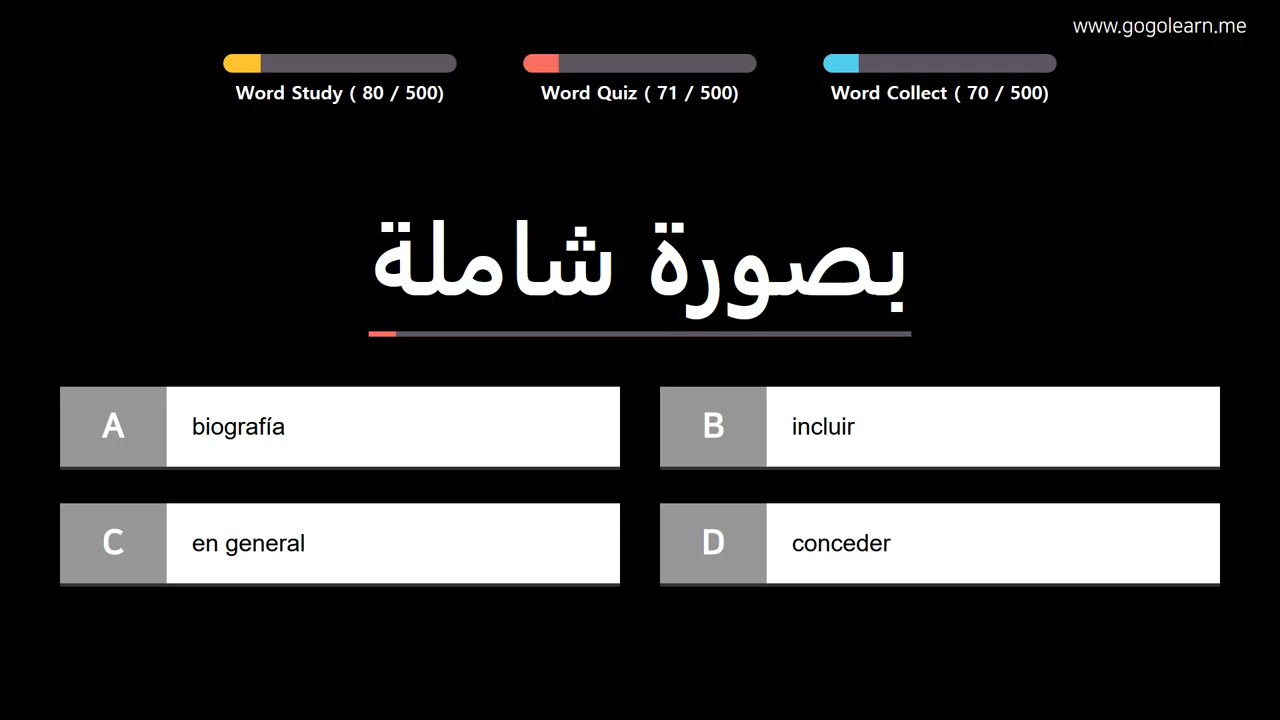 www.gogolearn.me
Word Study ( 80 / 500)
Word Quiz ( 71 / 500)
Word Collect ( 70 / 500)
بصورة شاملة
A biografía
B incluir
C en general
D conceder